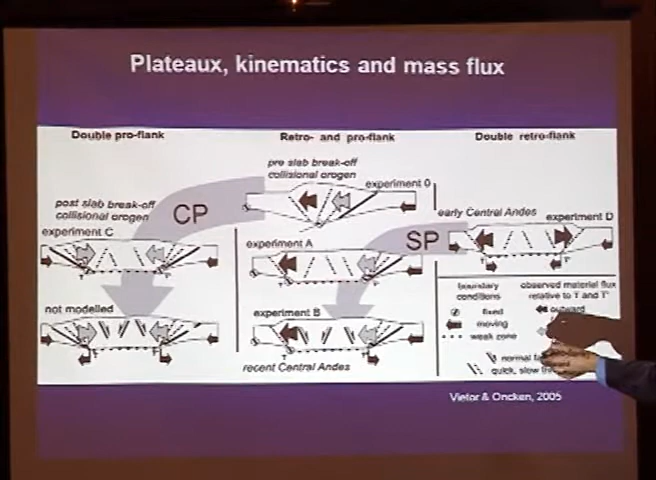 Plateaux, kinematics and mass flux
Double pro-flank
Retro- and pro-flank
Double retro-flank
pre slab break-off
collisional orogen
experiment 0
post slab break-off
collisional orogen
CP
experiment C
experiment A
SP
early Central Andes
experiment D
not modelled
experiment B
recent Central Andes
boundary
conditions
fixed
moving
weak zone
observed material flux
relative to T and T'
outward
normal
quick, slow
Vietor & Oncken, 2005